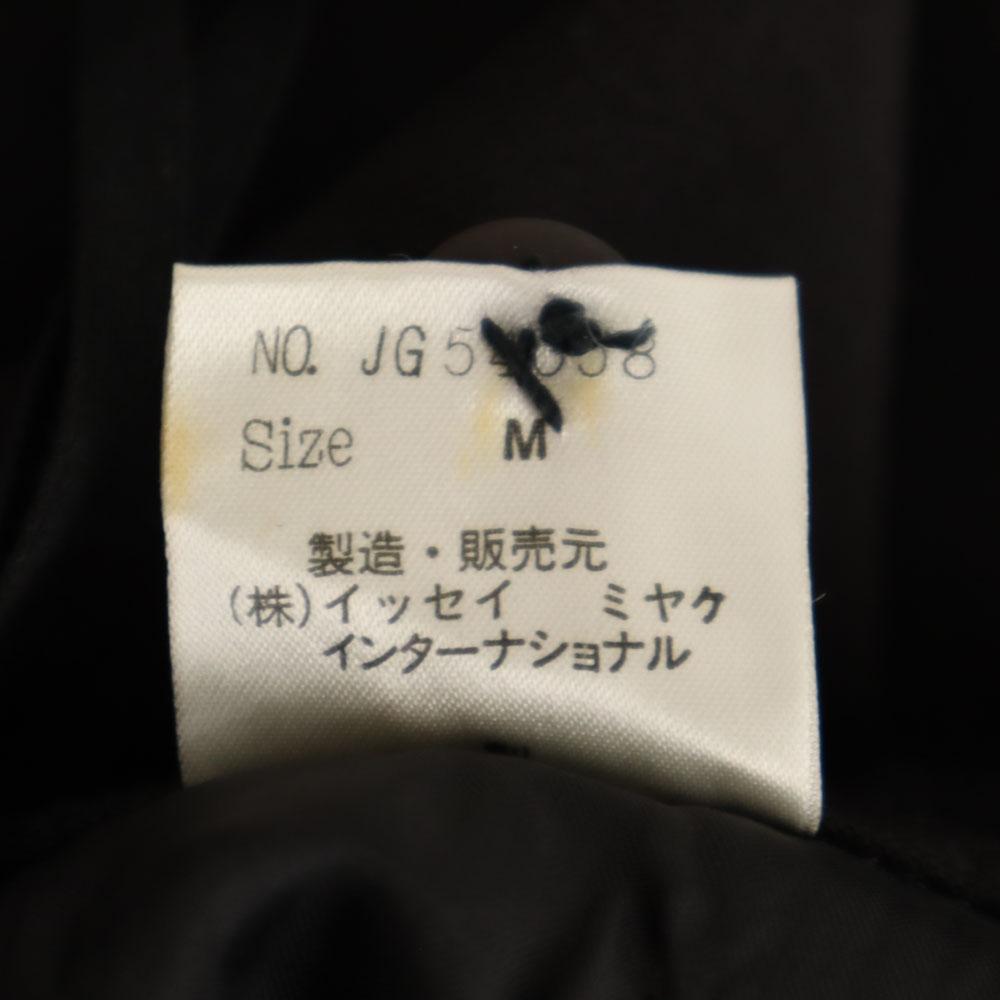 NO. JG
Size M
製造・販売元
(株)イッセイ ミヤケ
インターナショナル